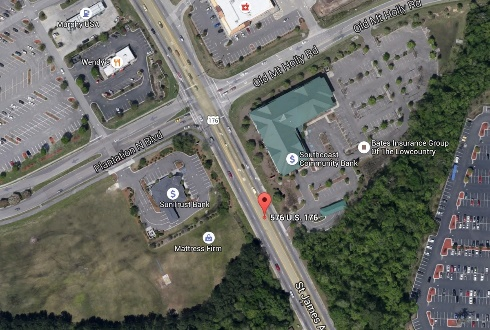 Murphy USA
Wendy's
Old Mt Holly Rd
Old Mt Holly Rd
176
Plantation N Blvd
Southcoast
Community Bank
Bates Insurance Group
Of The Lowcountry
SunTrust Bank
576 U.S. 176
Mattress Firm
St James A